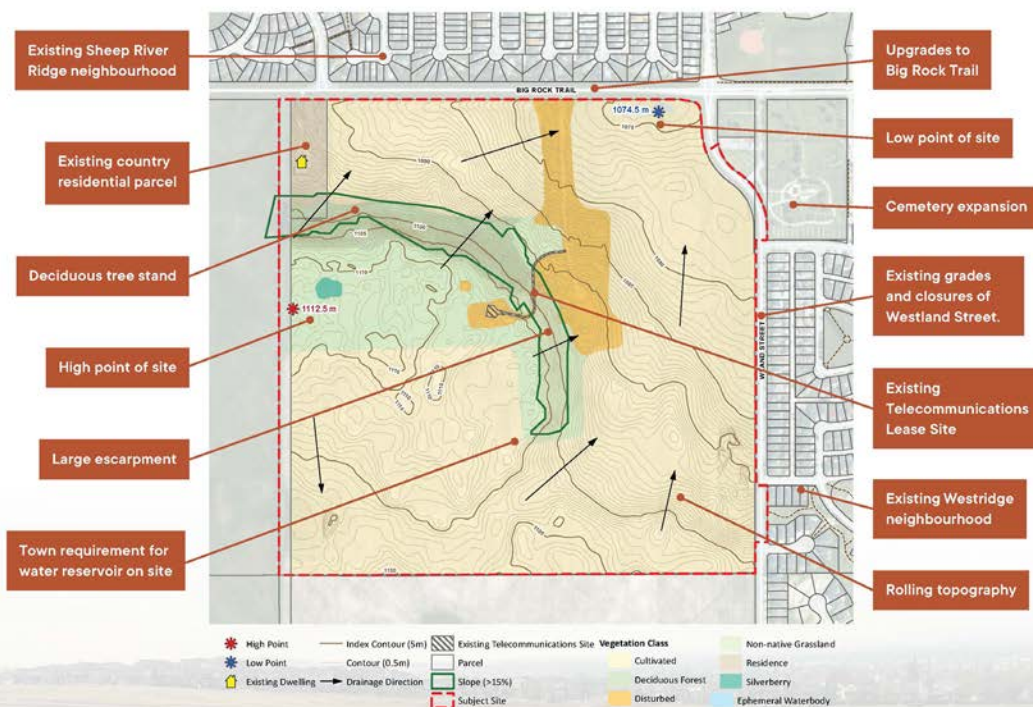 Existing Sheep River
Ridge neighbourhood
Upgrades to
Big Rock Trail
BIG ROCK TRAIL
1074.5 m
1075
Low point of site
Existing country
residential parcel
Cemetery expansion
Deciduous tree stand
1100
1105
1110
Existing grades
and closures of
Westland Street.
1112.5 m
High point of site
Existing
Telecommunications
Lease Site
Large escarpment
Existing Westridge
neighbourhood
Town requirement for
water reservoir on site
Rolling topography
High Point
Low Point
Existing Dwelling
Index Contour (5m)
Contour (0.5m)
Drainage Direction
Existing Telecommunications Site
Parcel
Slope (>15%)
Subject Site
Vegetation Class
Cultivated
Deciduous Forest
Disturbed
Non-native Grassland
Residence
Silverberry
Ephemeral Waterbody